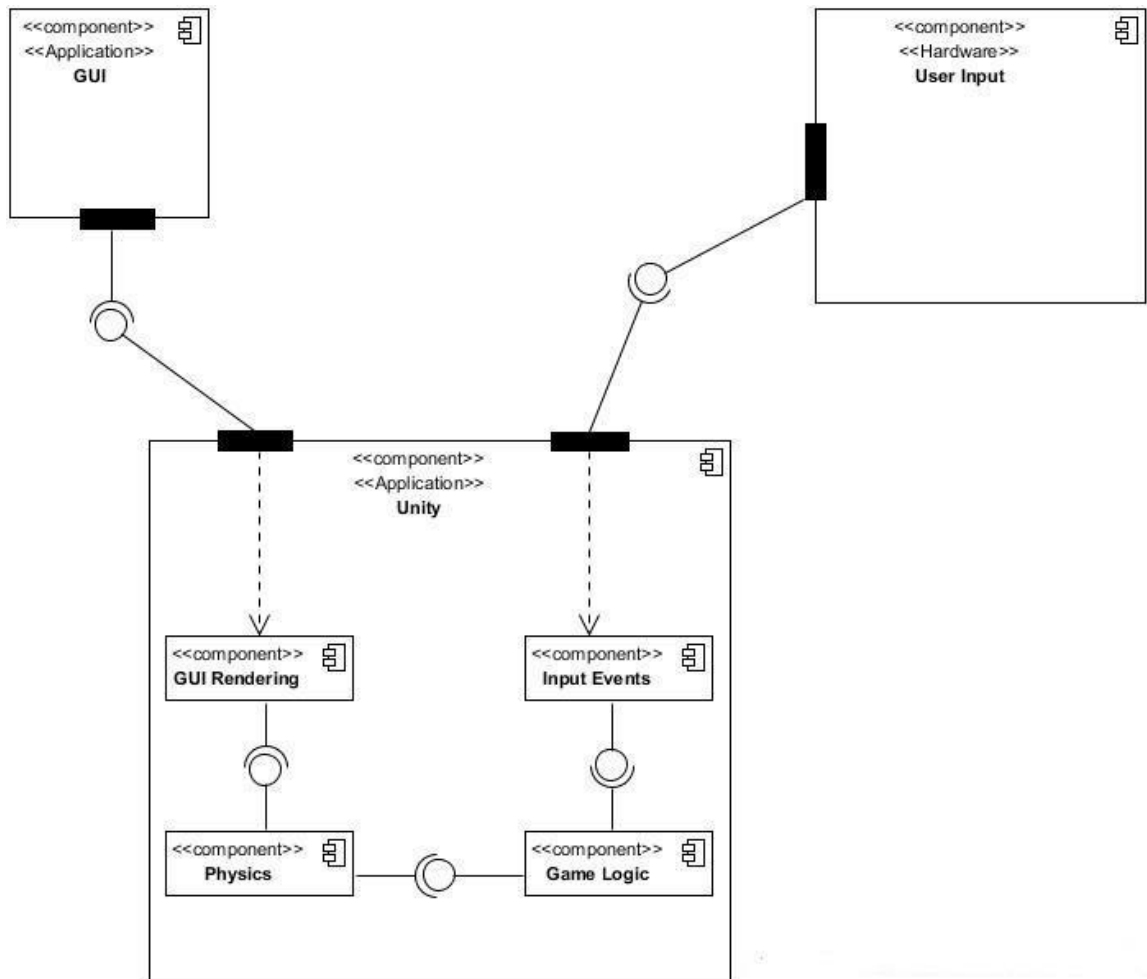 <<component>>
<<Application>>
GUI
<<component>>
<<Hardware>>
User Input
<<component>>
<<Application>>
Unity
<<component>>
GUI Rendering
<<component>>
Input Events
<<component>>
Physics
<<component>>
Game Logic